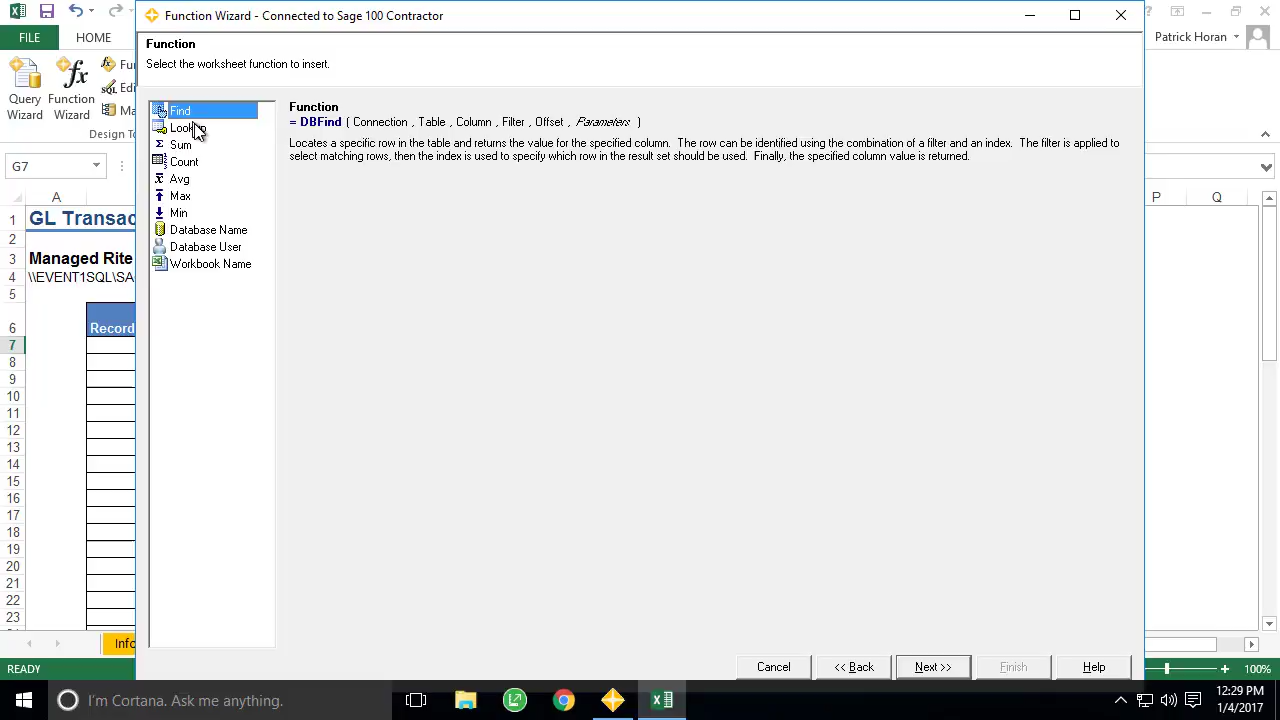 Function Wizard - Connected to Sage 100 Contractor
Patrick Horan
FILE
HOME
Function
Select the worksheet function to insert.
Query
Wizard
Function
Wizard
Fu
Edi
Ma
Design To
G7
Find
Sum
Count
Avg
Max
Min
Database Name
Database User
Workbook Name
Function
= DBFind ( Connection , Table , Column , Filter , Offset , Parameters )
Locates a specific row in the table and returns the value for the specified column. The row can be identified using the combination of a filter and an index. The filter is applied to
select matching rows, then the index is used to specify which row in the result set should be used. Finally, the specified column value is returned.
A
P
Q
1 GL Transac
2
3 Managed Rite
4 \\EVENT1SQL\SA
5
6 Record
7
8
9
10
11
12
13
14
15
16
17
18
19
20
21
22
23
Info
Cancel
<< Back
Next >>
Finish
Help
READY
100%
I'm Cortana. Ask me anything.
12:29 PM
1/4/2017